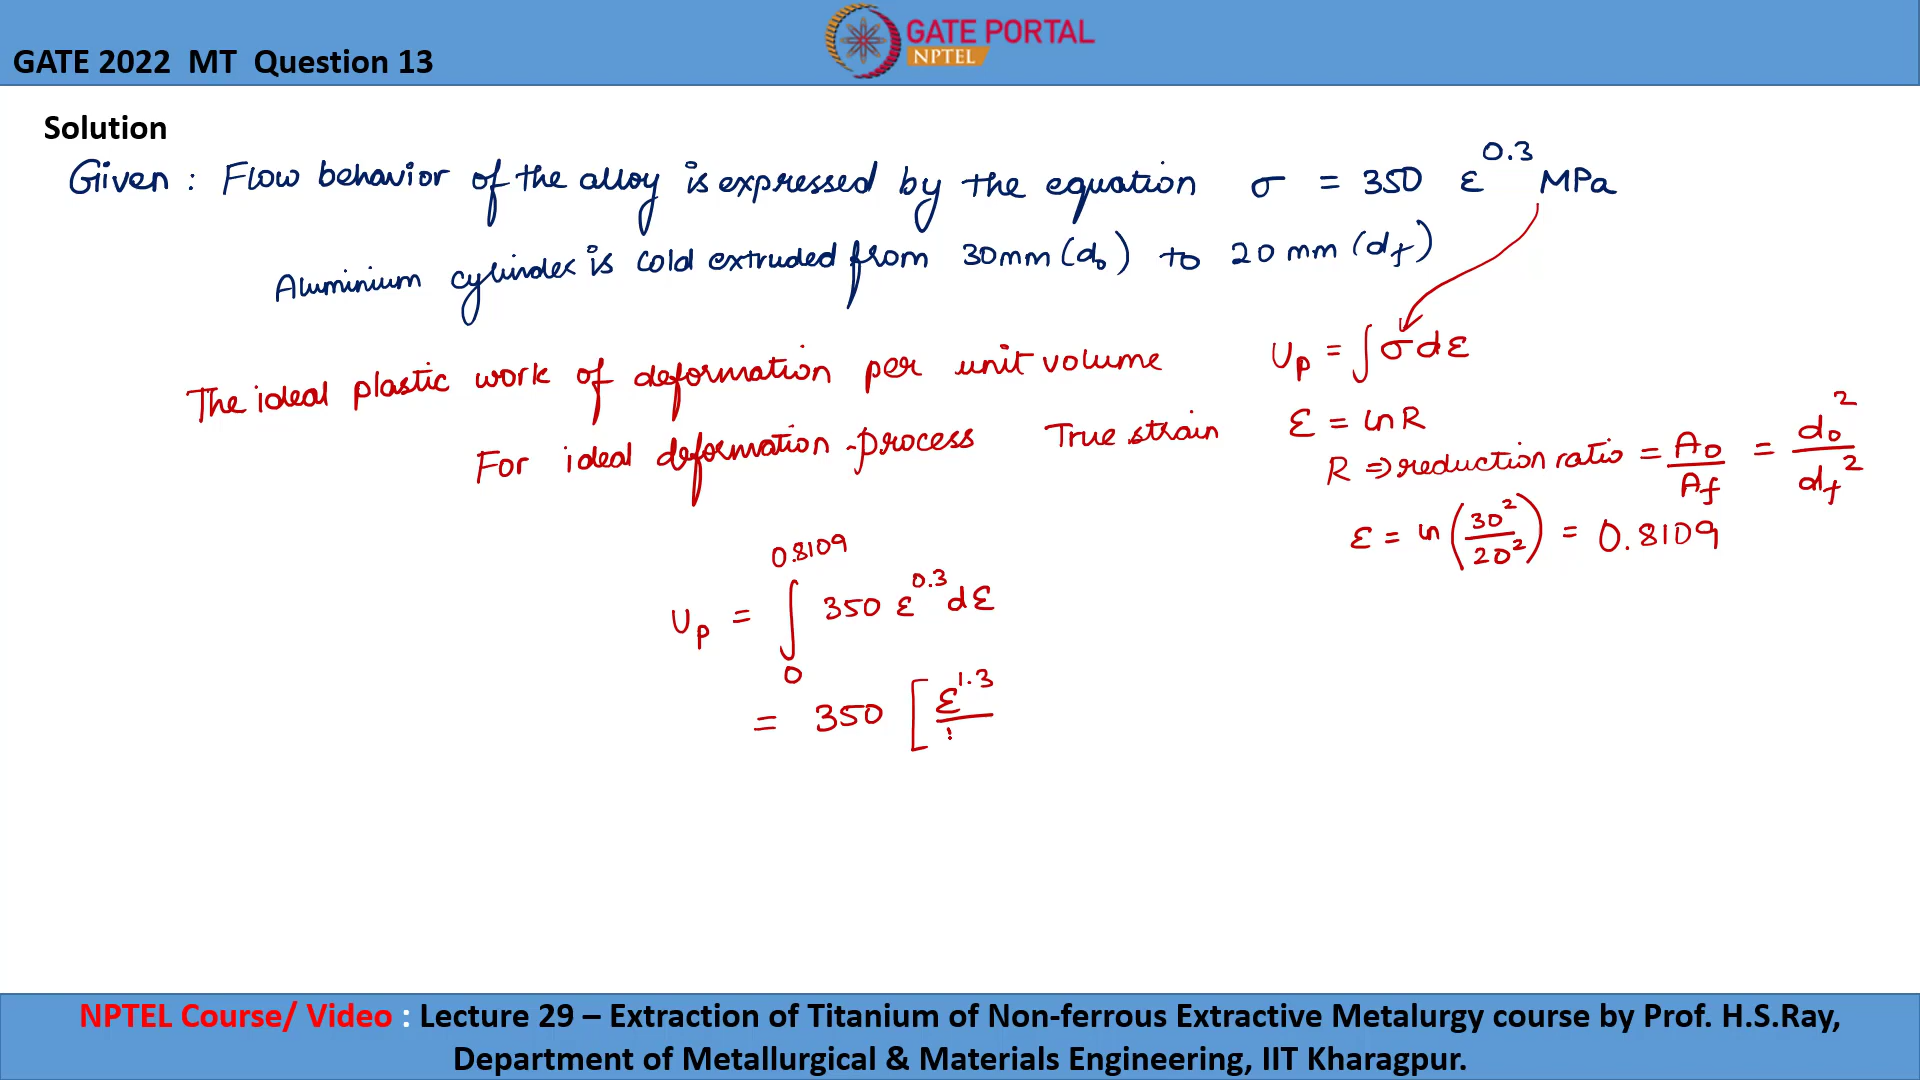 GATE PORTAL
NPTEL
GATE 2022 MT Question 13
Solution
Given : Flow behavior of the alloy is expressed by the equation σ = 350 ε^0.3 MPa
Aluminium cylinder is cold extruded from 30mm (d₀) to 20 mm (d_f)
The ideal plastic work of deformation per unit volume U_p = ∫σdε
For ideal deformation process True strain ε = ln R
R ⇒ reduction ratio = A₀/A_f = d₀²/d_f²
ε = ln (30²/20²) = 0.8109
U_p = ∫₀^0.8109 350 ε^0.3 dε
= 350 [ε^1.3/
NPTEL Course/ Video : Lecture 29 – Extraction of Titanium of Non-ferrous Extractive Metalurgy course by Prof. H.S.Ray,
Department of Metallurgical & Materials Engineering, IIT Kharagpur.